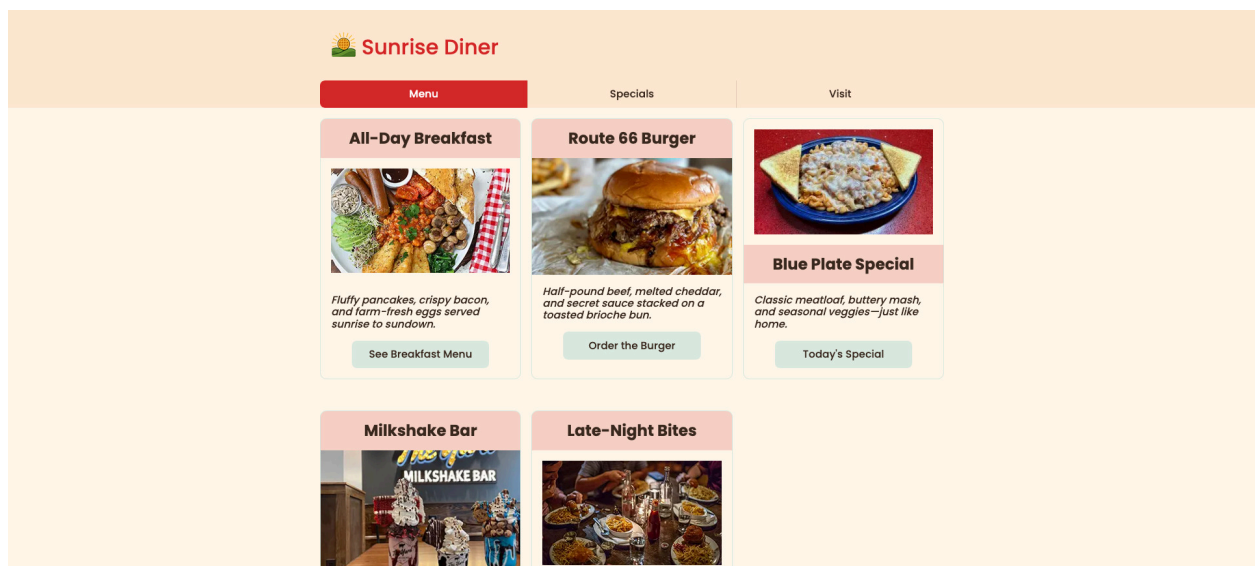 Sunrise Diner
Menu
Specials
Visit
All-Day Breakfast
Route 66 Burger
Fluffy pancakes, crispy bacon,
and farm-fresh eggs served
sunrise to sundown.
See Breakfast Menu
Half-pound beef, melted cheddar,
and secret sauce stacked on a
toasted brioche bun.
Order the Burger
Blue Plate Special
Classic meatloaf, buttery mash,
and seasonal veggies—just like
home.
Today's Special
Milkshake Bar
MILKSHAKE BAR
Late-Night Bites